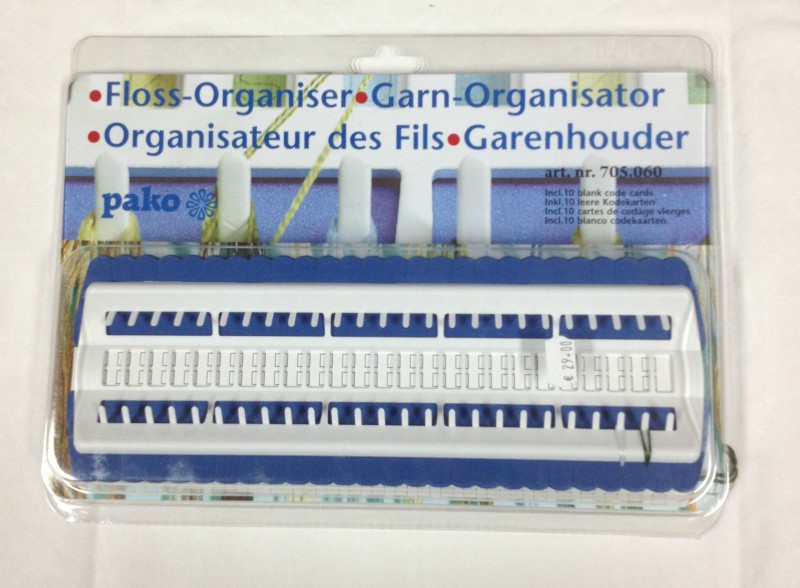 •Floss-Organiser•Garn-Organisator
•Organisateur des Fils•Garenhouder
art. nr. 705.060
pako
Incl.10 blank code cards
Inkl.10 leere Kodekarten
Incl.10 cartes de codage vierges
Incl.10 blanco codekaarten.
€ 29.00